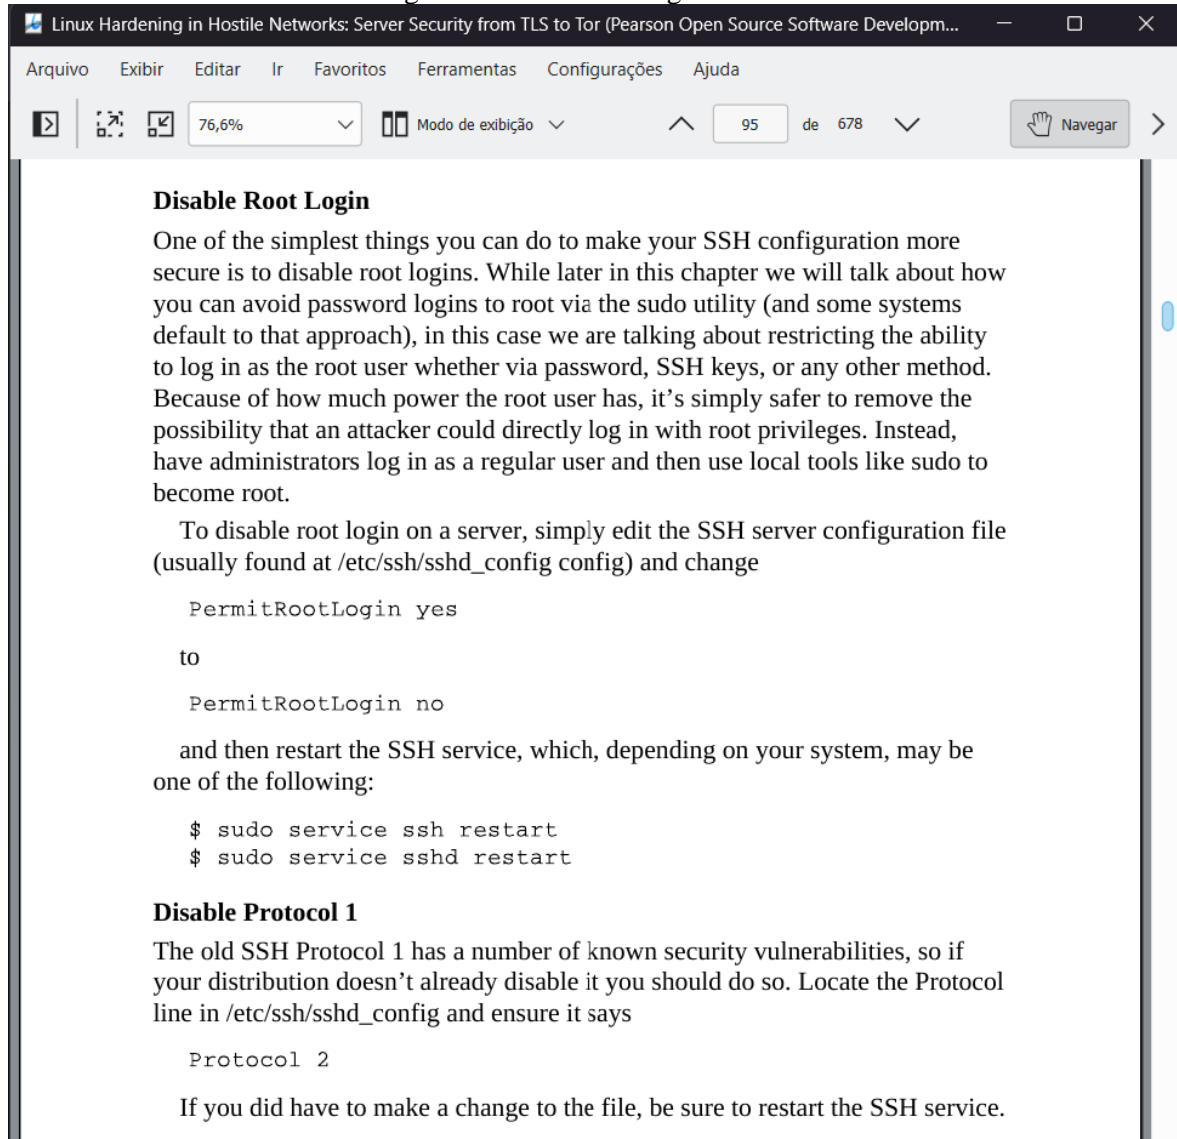 Linux Hardening in Hostile Networks: Server Security from TLS to Tor (Pearson Open Source Software Developm...
Arquivo Exibir Editar Ir Favoritos Ferramentas Configurações Ajuda
76,6% Modo de exibição 95 de 678 Navegar
Disable Root Login
One of the simplest things you can do to make your SSH configuration more
secure is to disable root logins. While later in this chapter we will talk about how
you can avoid password logins to root via the sudo utility (and some systems
default to that approach), in this case we are talking about restricting the ability
to log in as the root user whether via password, SSH keys, or any other method.
Because of how much power the root user has, it’s simply safer to remove the
possibility that an attacker could directly log in with root privileges. Instead,
have administrators log in as a regular user and then use local tools like sudo to
become root.
To disable root login on a server, simply edit the SSH server configuration file
(usually found at /etc/ssh/sshd_config config) and change
PermitRootLogin yes
to
PermitRootLogin no
and then restart the SSH service, which, depending on your system, may be
one of the following:
$ sudo service ssh restart
$ sudo service sshd restart
Disable Protocol 1
The old SSH Protocol 1 has a number of known security vulnerabilities, so if
your distribution doesn’t already disable it you should do so. Locate the Protocol
line in /etc/ssh/sshd_config and ensure it says
Protocol 2
If you did have to make a change to the file, be sure to restart the SSH service.